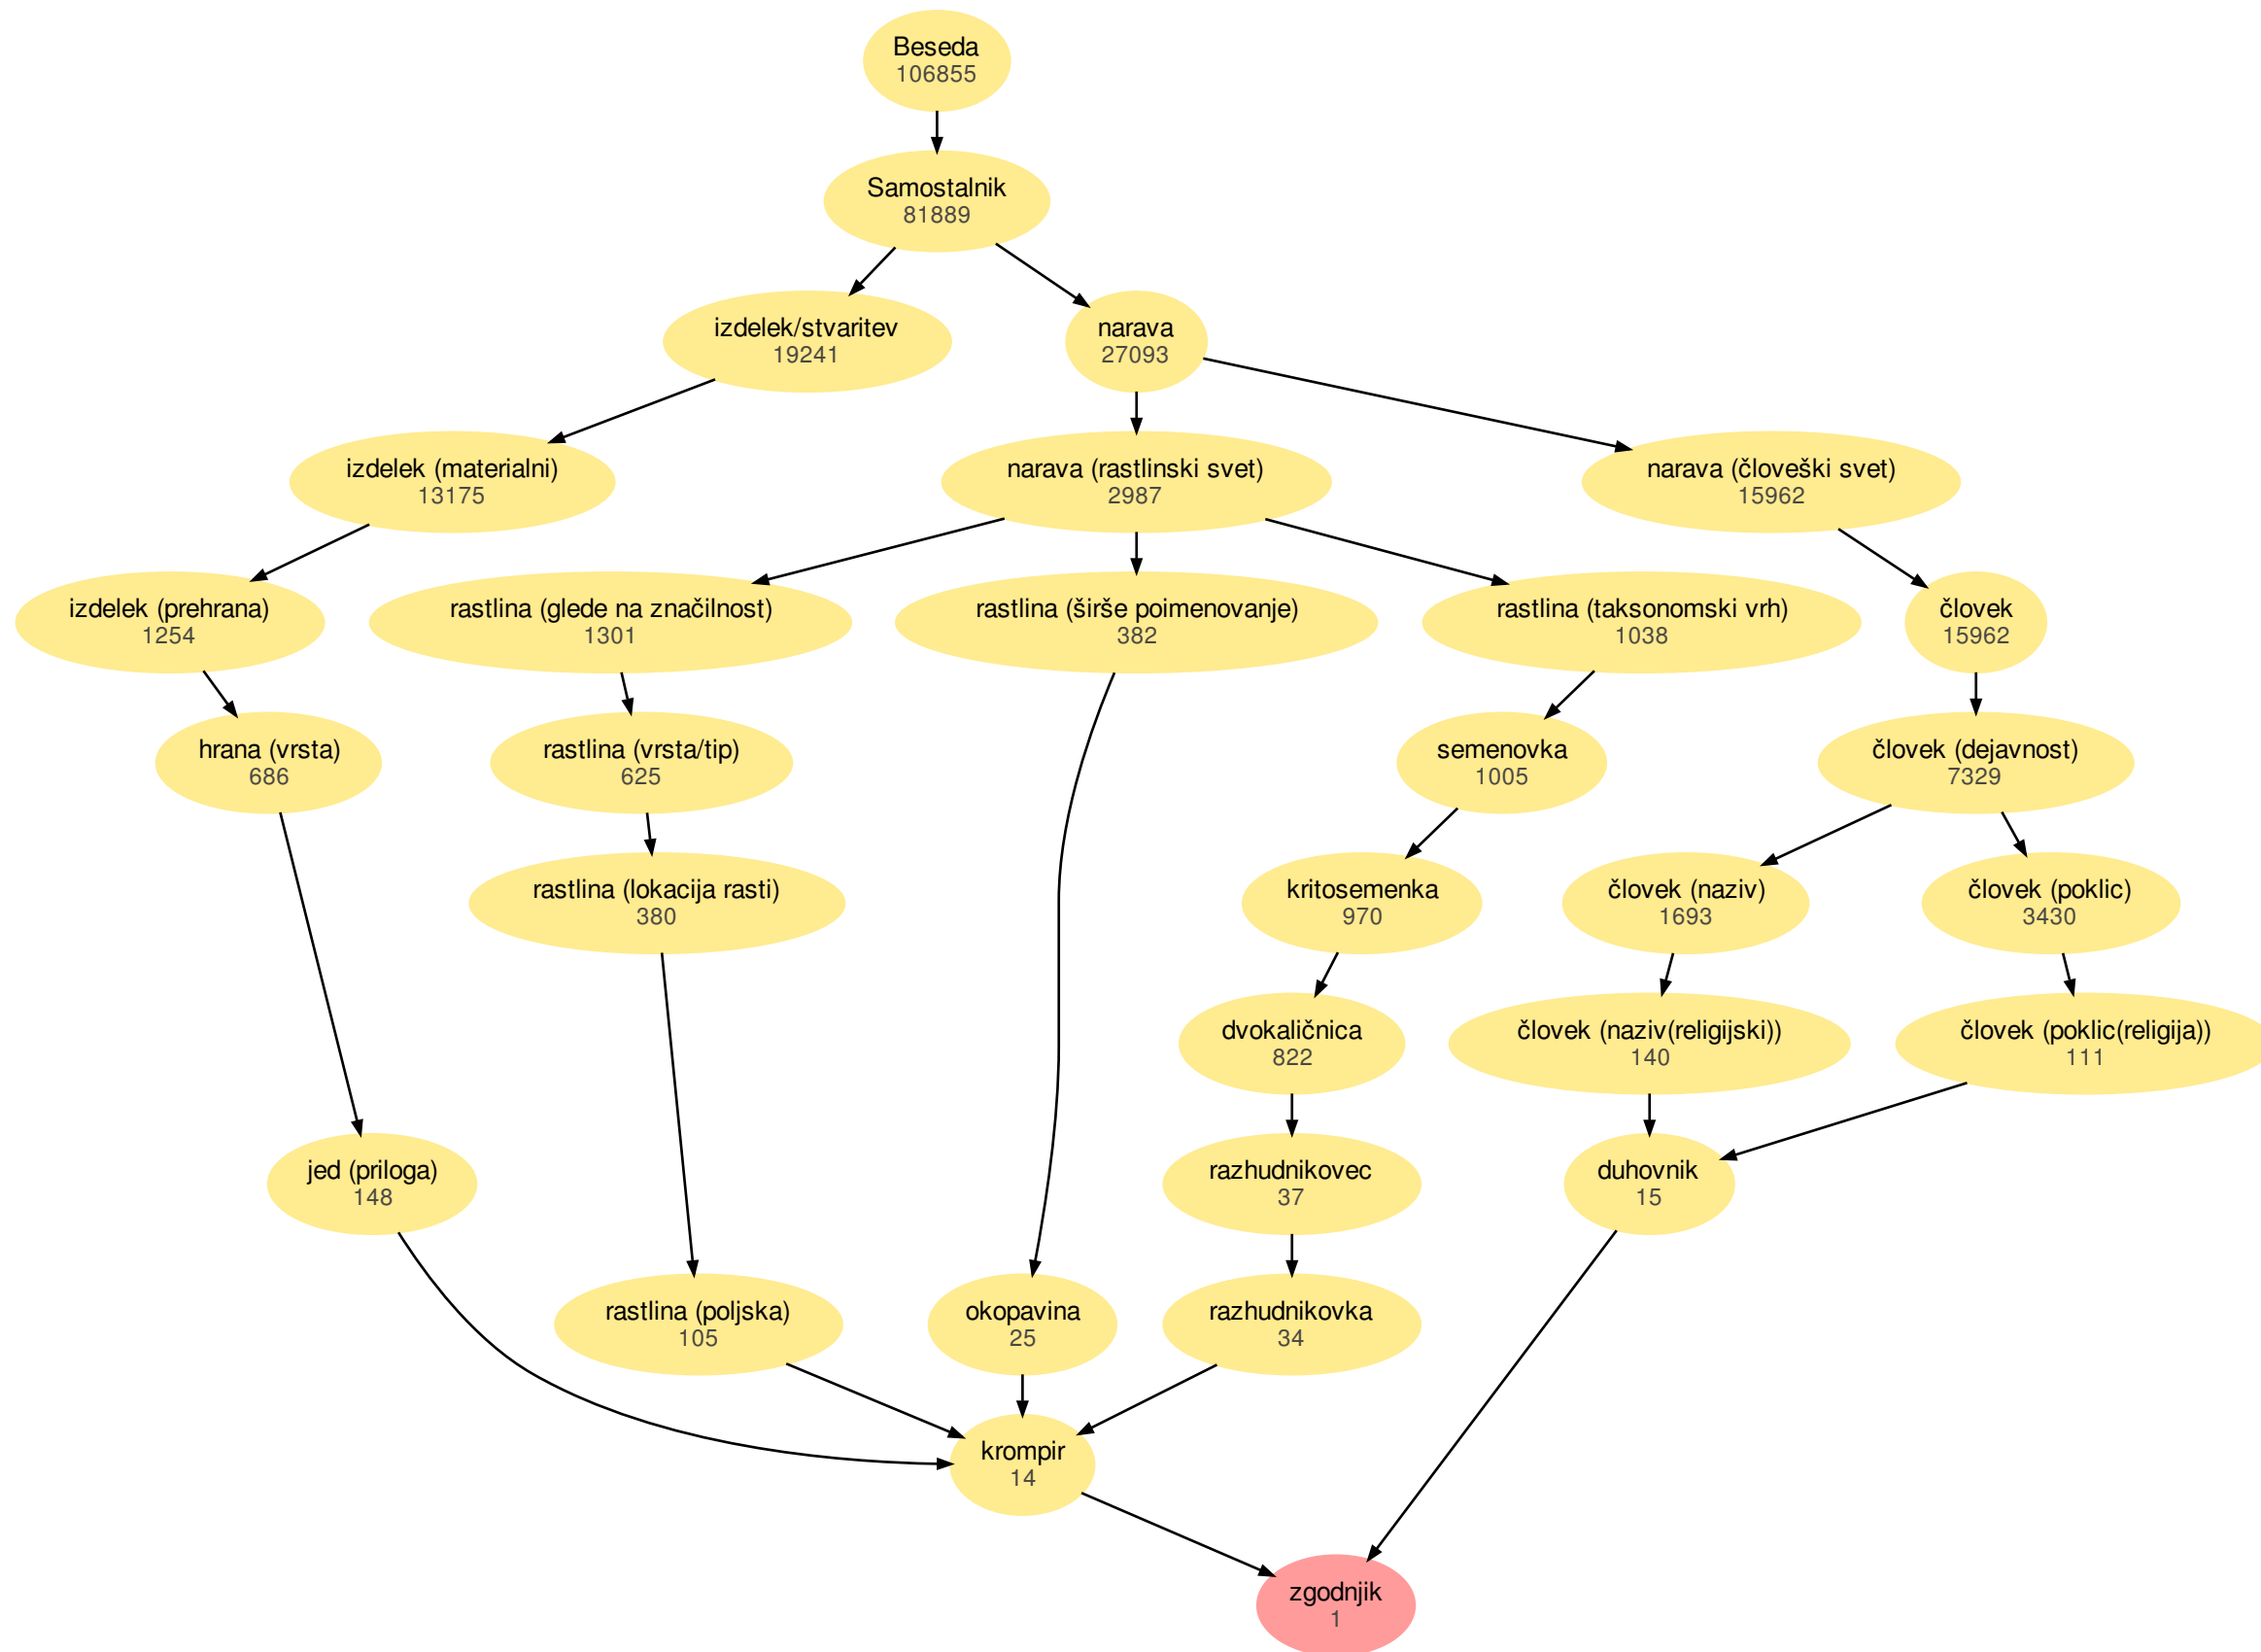 Beseda
106855
Samostalnik
81889
izdelek/stvaritev
19241
narava
27093
izdelek (materialni)
13175
narava (rastlinski svet)
2987
narava (človeški svet)
15962
izdelek (prehrana)
1254
rastlina (glede na značilnost)
1301
rastlina (širše poimenovanje)
382
rastlina (taksonomski vrh)
1038
človek
15962
hrana (vrsta)
686
rastlina (vrsta/tip)
625
semenovka
1005
človek (dejavnost)
7329
rastlina (lokacija rasti)
380
kritosemenka
970
človek (naziv)
1693
človek (poklic)
3430
dvokaličnica
822
človek (naziv(religijski))
140
človek (poklic(religija))
111
jed (priloga)
148
razhudnikovec
37
duhovnik
15
rastlina (poljska)
105
okopavina
25
razhudnikovka
34
krompir
14
zgodnjik
1